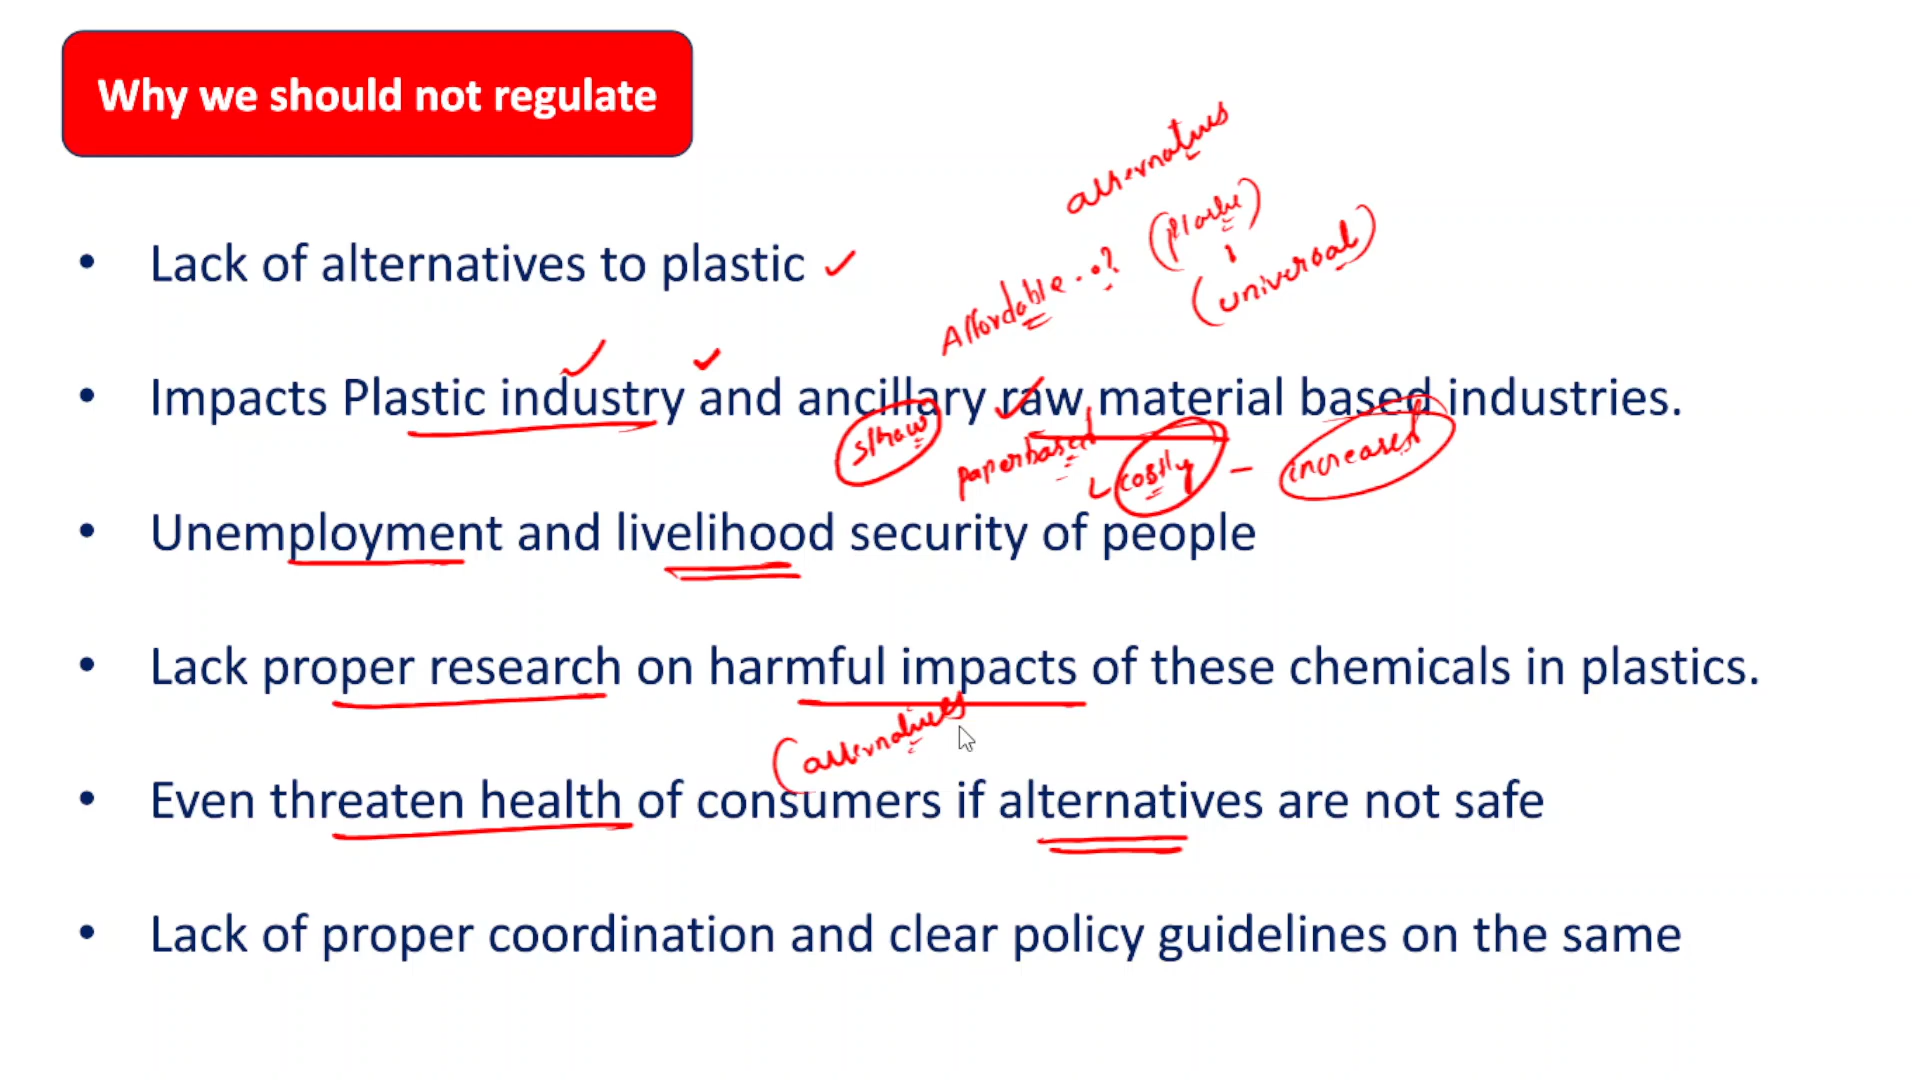 Why we should not regulate
alternatives
(plastic)
• Lack of alternatives to plastic ✓
Affordable..?
(universal)
• Impacts Plastic industry and ancillary raw material based industries.
straw
paperbased
costly - increased
• Unemployment and livelihood security of people
• Lack proper research on harmful impacts of these chemicals in plastics.
(alternatives
• Even threaten health of consumers if alternatives are not safe
• Lack of proper coordination and clear policy guidelines on the same